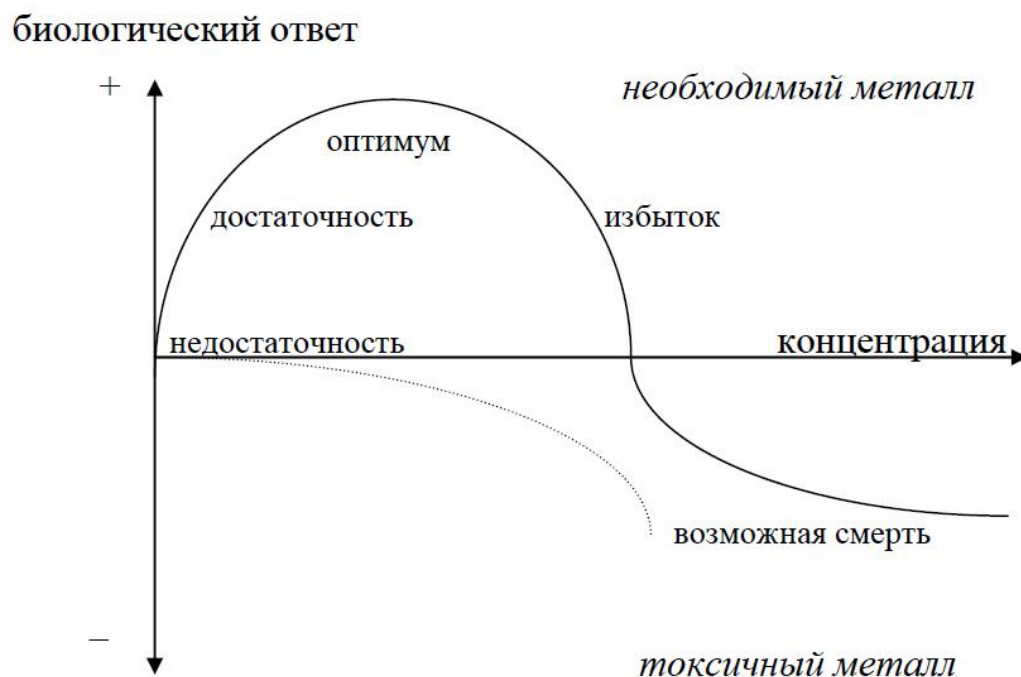 биологический ответ
+
необходимый металл
оптимум
достаточность
избыток
недостаточность
концентрация
возможная смерть
–
токсичный металл